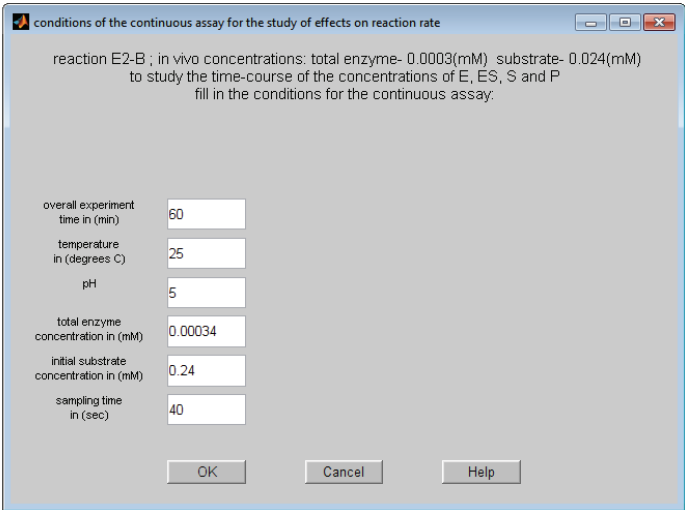 conditions of the continuous assay for the study of effects on reaction rate
reaction E2-B ; in vivo concentrations: total enzyme- 0.0003(mM) substrate- 0.024(mM)
to study the time-course of the concentrations of E, ES, S and P
fill in the conditions for the continuous assay:
overall experiment
time in (min)
60
temperature
in (degrees C)
25
pH
5
total enzyme
concentration in (mM)
0.00034
initial substrate
concentration in (mM)
0.24
sampling time
in (sec)
40
OK
Cancel
Help